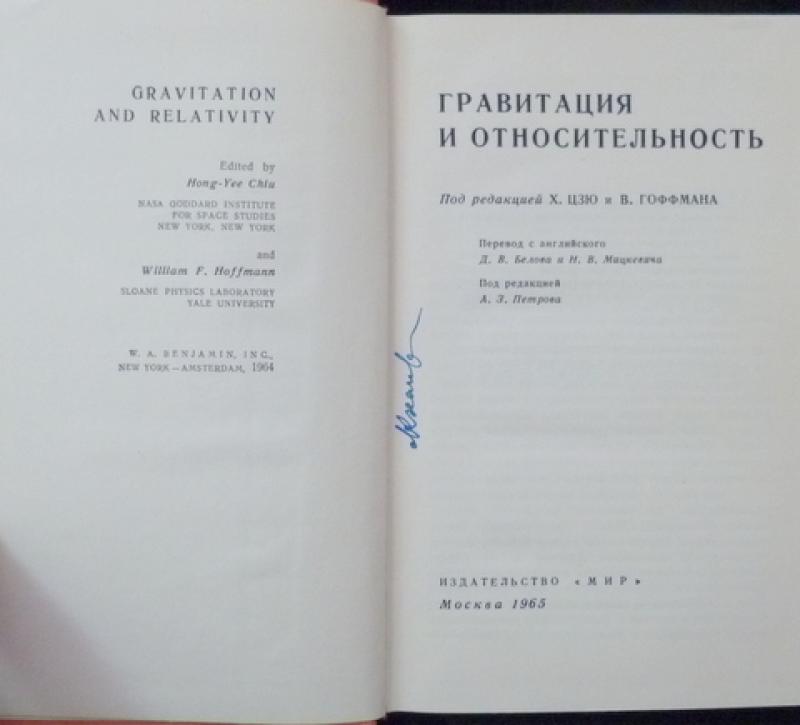 GRAVITATION
AND RELATIVITY
Edited by
Hong-Yee Chiu
NASA GODDARD INSTITUTE
FOR SPACE STUDIES
NEW YORK, NEW YORK
and
William F. Hoffmann
SLOANE PHYSICS LABORATORY
YALE UNIVERSITY
W. A. BENJAMIN, INC.,
NEW YORK — AMSTERDAM, 1964
ГРАВИТАЦИЯ
И ОТНОСИТЕЛЬНОСТЬ
Под редакцией Х. ЦЗЮ и В. ГОФФМАНА
Перевод с английского
Д. В. Белова и Н. В. Мицкевича
Под редакцией
А. З. Петрова
ИЗДАТЕЛЬСТВО «МИР»
Москва 1965